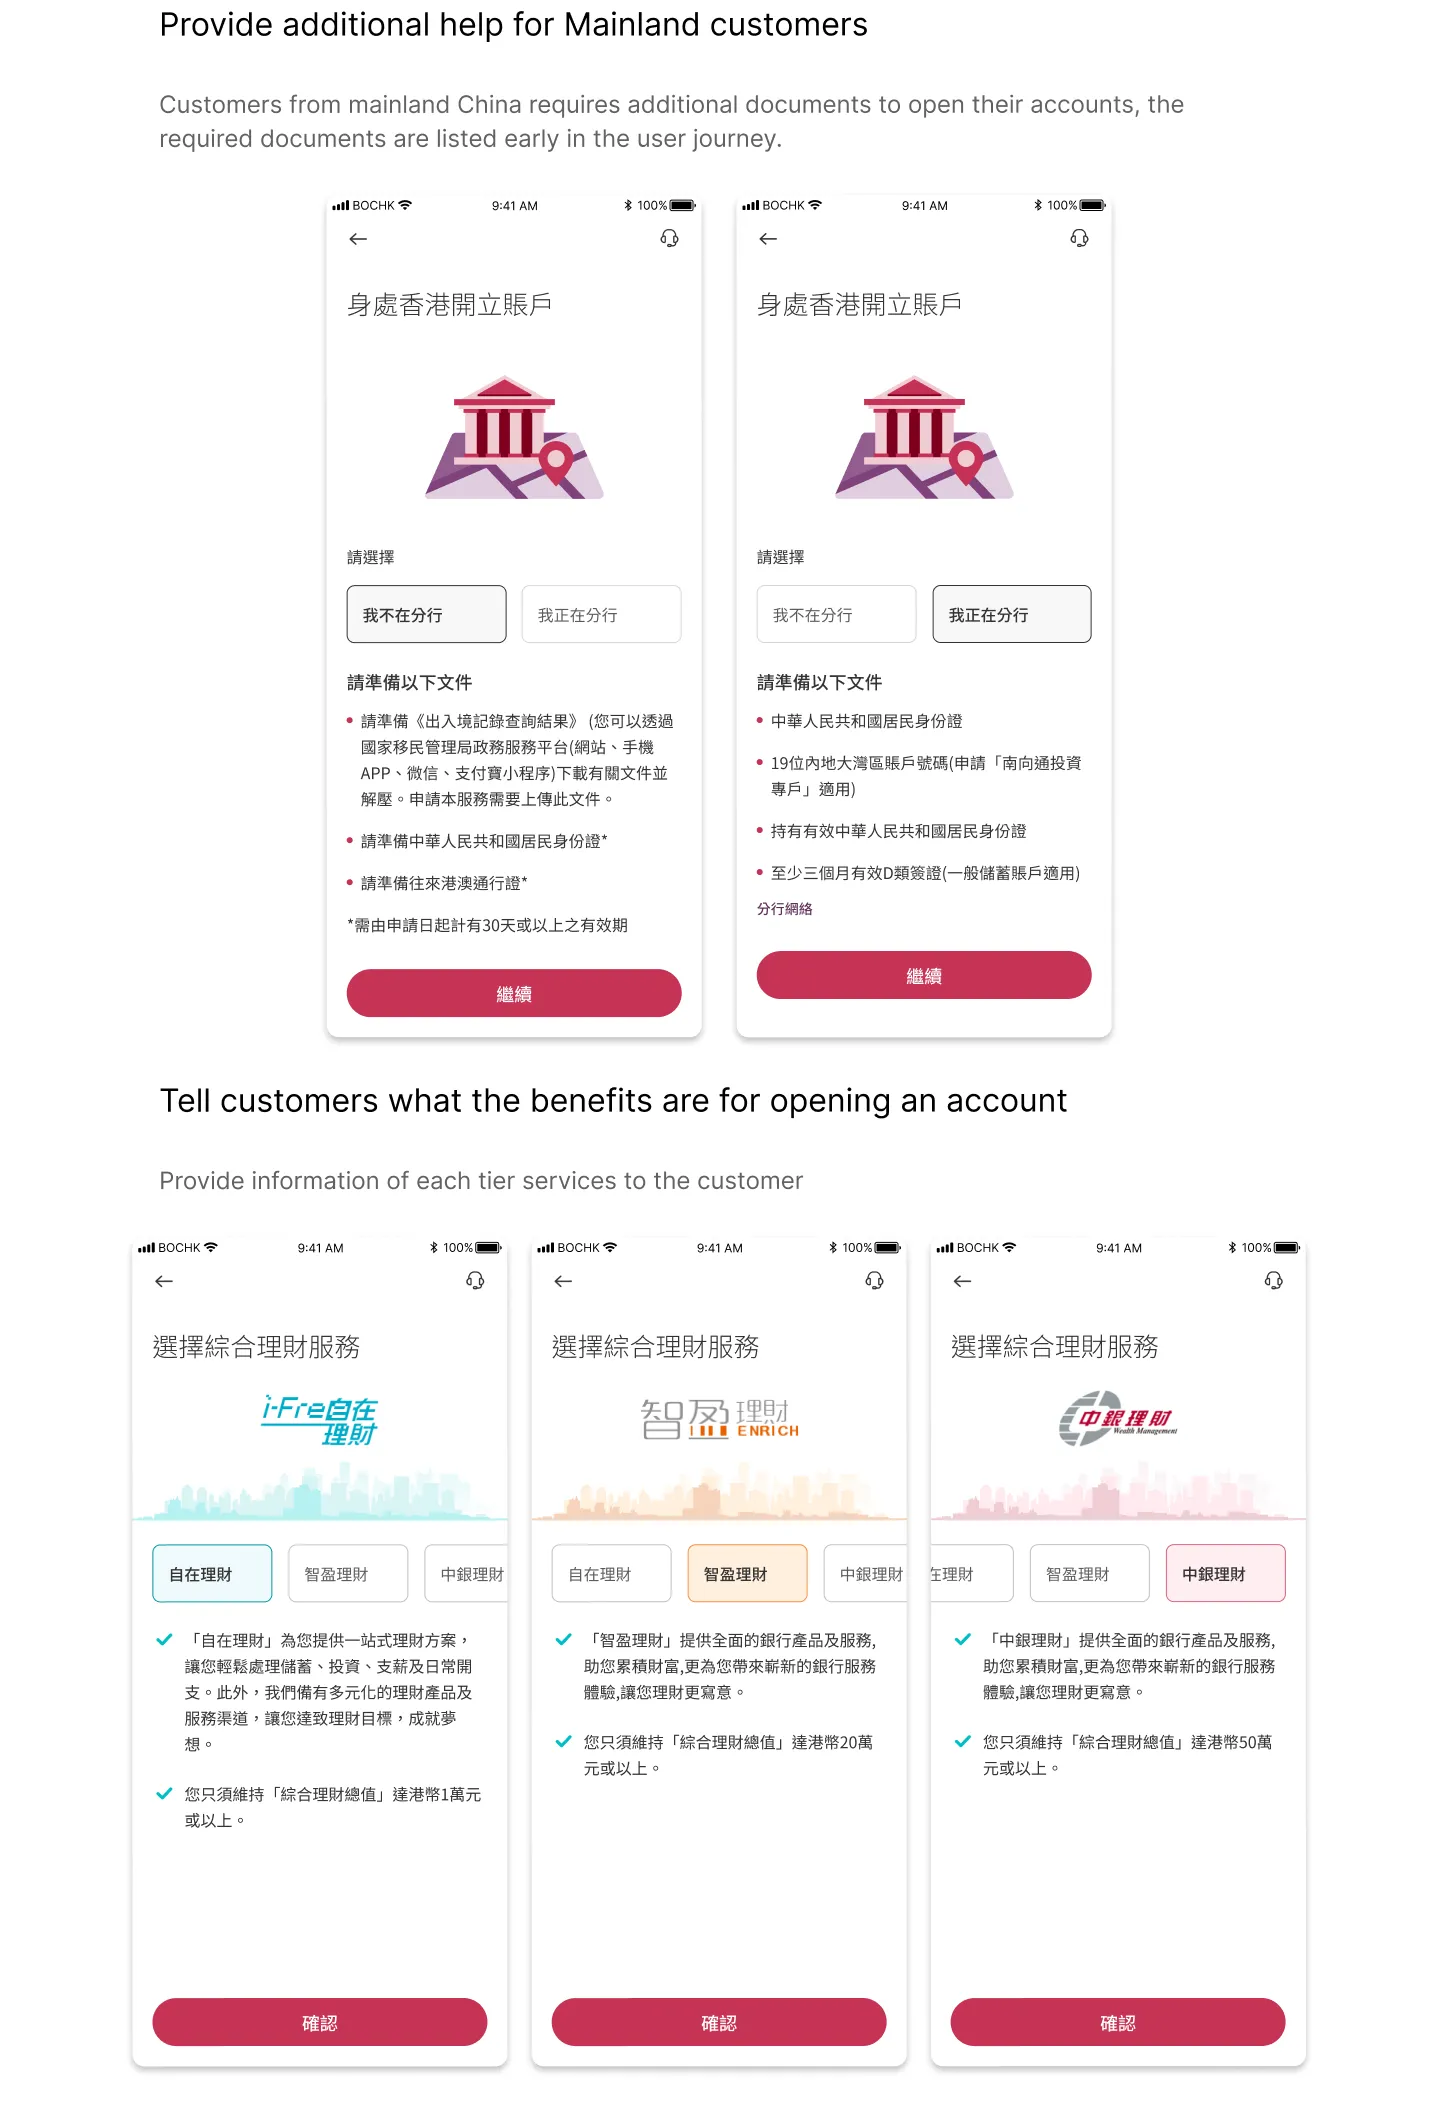 Provide additional help for Mainland customers
Customers from mainland China requires additional documents to open their accounts, the
required documents are listed early in the user journey.
BOCHK 9:41 AM 100%
身處香港開立賬戶
請選擇
我不在分行 我正在分行
請準備以下文件
請準備《出入境記錄查詢結果》 (您可以透過
國家移民管理局政務服務平台(網站、手機
APP、微信、支付寶小程序)下載有關文件並
解壓。申請本服務需要上傳此文件。
請準備中華人民共和國居民身份證*
請準備往來港澳通行證*
*需由申請日起計有30天或以上之有效期
繼續
BOCHK 9:41 AM 100%
身處香港開立賬戶
請選擇
我不在分行 我正在分行
請準備以下文件
中華人民共和國居民身份證
19位內地大灣區賬戶號碼(申請「南向通投資
專戶」適用)
持有有效中華人民共和國居民身份證
至少三個月有效D類簽證(一般儲蓄賬戶適用)
分行網絡
繼續
Tell customers what the benefits are for opening an account
Provide information of each tier services to the customer
BOCHK 9:41 AM 100%
選擇綜合理財服務
i-Free自在
理財
自在理財 智盈理財 中銀理財
「自在理財」為您提供一站式理財方案，
讓您輕鬆處理儲蓄、投資、支薪及日常開
支。此外，我們備有多元化的理財產品及
服務渠道，讓您達致理財目標，成就夢
想。
您只須維持「綜合理財總值」達港幣1萬元
或以上。
確認
BOCHK 9:41 AM 100%
選擇綜合理財服務
智盈理財
ENRICH
自在理財 智盈理財 中銀理財
「智盈理財」提供全面的銀行產品及服務,
助您累積財富,更為您帶來嶄新的銀行服務
體驗,讓您理財更寫意。
您只須維持「綜合理財總值」達港幣20萬
元或以上。
確認
BOCHK 9:41 AM 100%
選擇綜合理財服務
中銀理財
Wealth Management
在理財 智盈理財 中銀理財
「中銀理財」提供全面的銀行產品及服務,
助您累積財富,更為您帶來嶄新的銀行服務
體驗,讓您理財更寫意。
您只須維持「綜合理財總值」達港幣50萬
元或以上。
確認